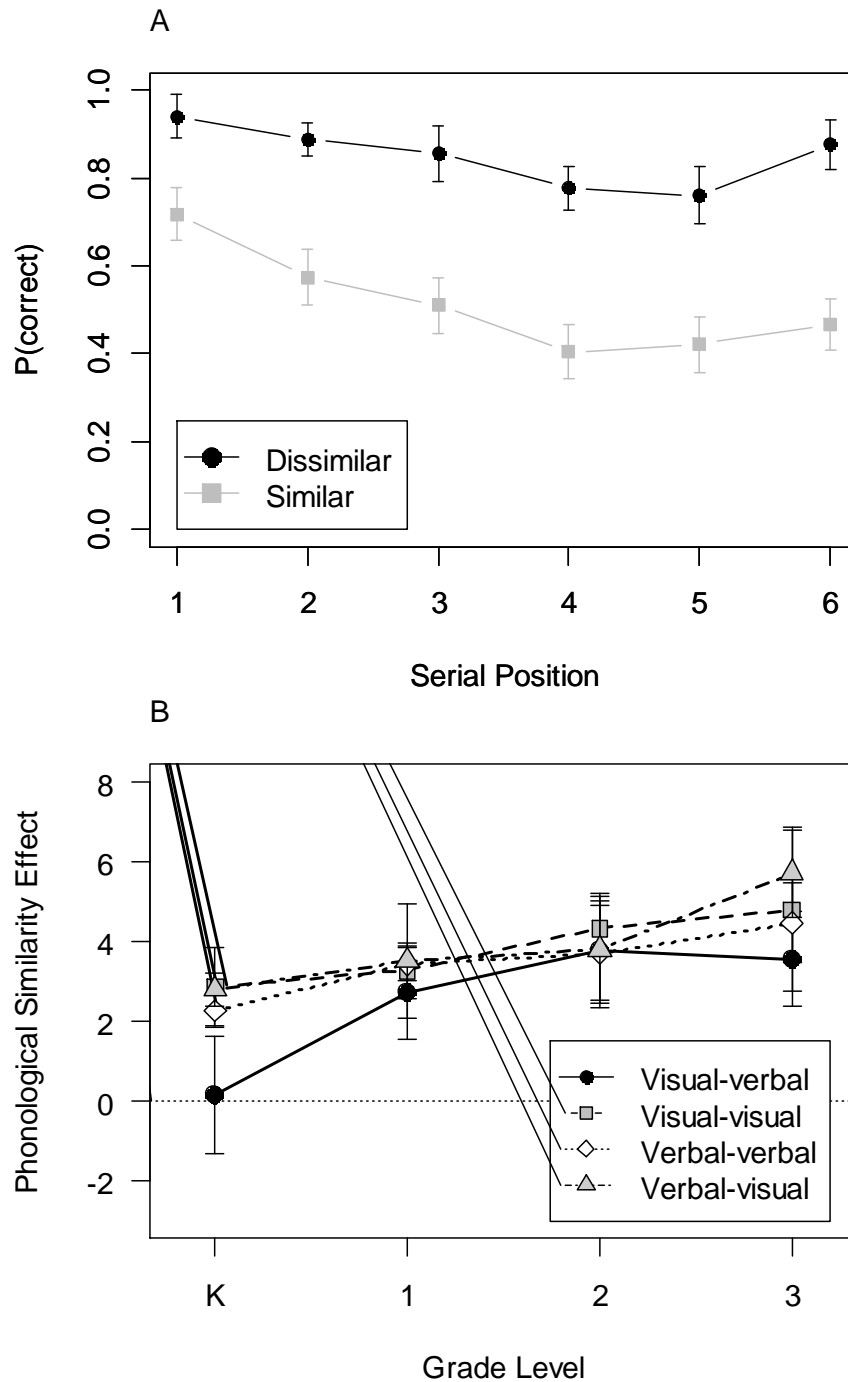 A
P(correct)
1.0
0.8
0.6
0.4
0.2
0.0
Dissimilar
Similar
1 2 3 4 5 6
Serial Position
B
Phonological Similarity Effect
8
6
4
2
0
-2
Visual-verbal
Visual-visual
Verbal-verbal
Verbal-visual
K 1 2 3
Grade Level